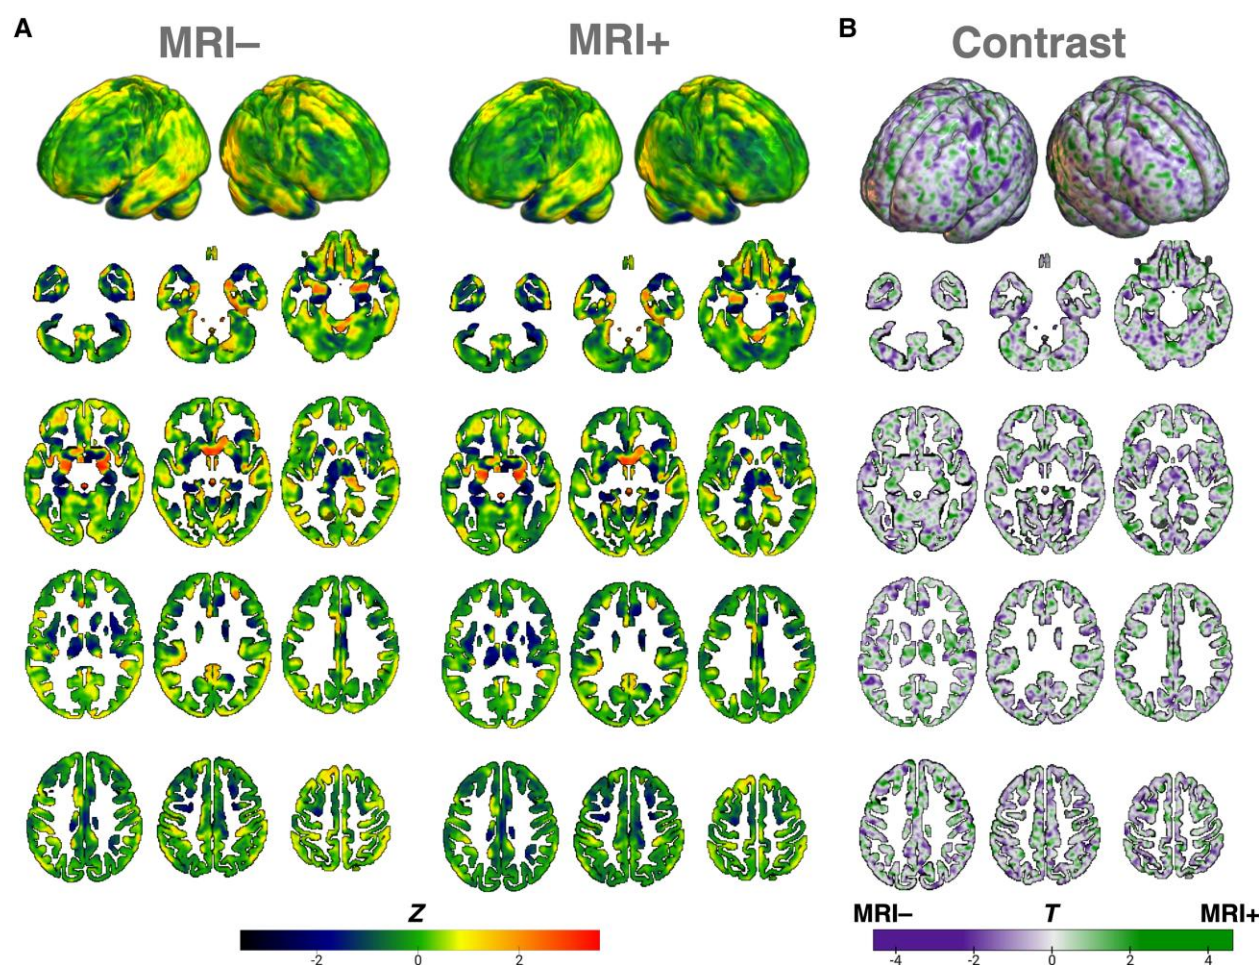 A
MRI–
MRI+
B
Contrast
Z
-2 0 2
MRI– T MRI+
-4 -2 0 2 4